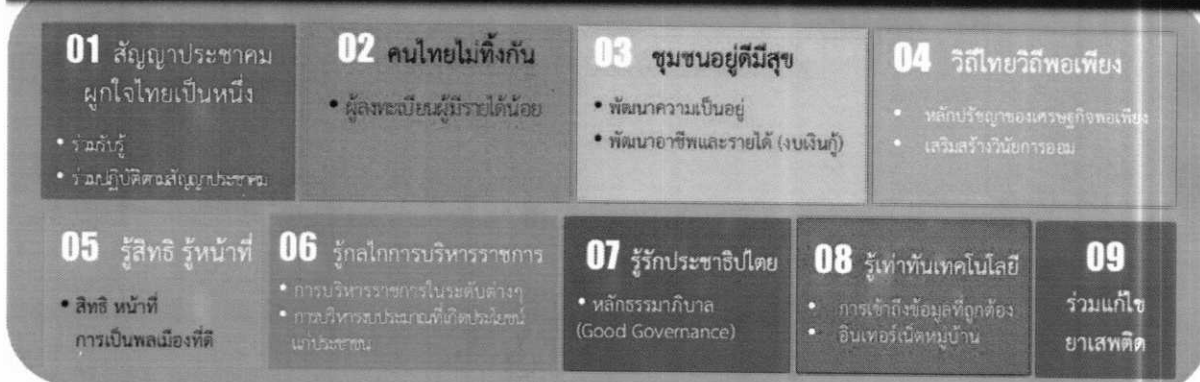 01 สัญญาประชาคม
ผูกใจไทยเป็นหนึ่ง
• ร่วมรับรู้
• ร่วมปฏิบัติตามสัญญาประชาคม
02 คนไทยไม่ทิ้งกัน
• ผู้ลงทะเบียนผู้มีรายได้น้อย
03 ชุมชนอยู่ดีมีสุข
• พัฒนาความเป็นอยู่
• พัฒนาอาชีพและรายได้ (งบเงินกู้)
04 วิถีไทยวิถีพอเพียง
• หลักปรัชญาของเศรษฐกิจพอเพียง
• เสริมสร้างวินัยการออม
05 รู้สิทธิ รู้หน้าที่
• สิทธิ หน้าที่
การเป็นพลเมืองที่ดี
06 รู้กลไกการบริหารราชการ
• การบริหารราชการในระดับต่างๆ
• การบริหารงบประมาณที่เกิดประโยชน์
แก่ประชาชน
07 รู้รักประชาธิปไตย
• หลักธรรมาภิบาล
(Good Governance)
08 รู้เท่าทันเทคโนโลยี
• การเข้าถึงข้อมูลที่ถูกต้อง
• อินเทอร์เน็ตหมู่บ้าน
09
ร่วมแก้ไข
ยาเสพติด